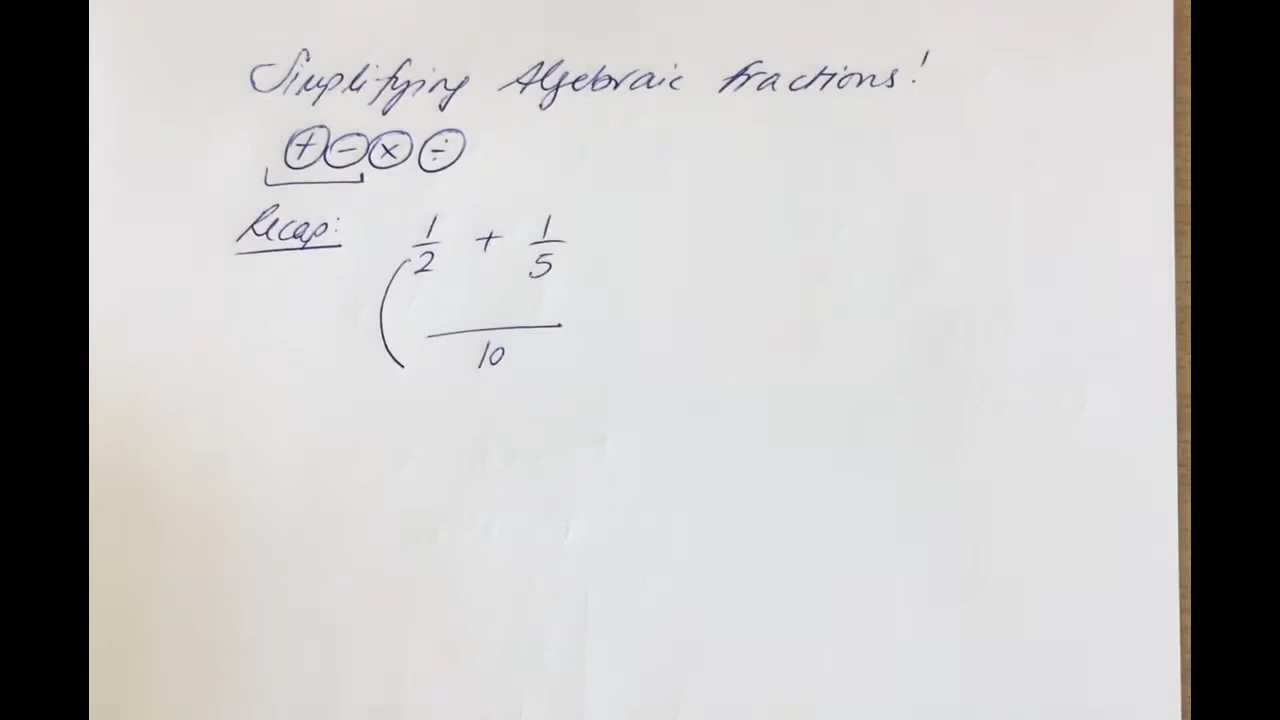 Simplifying Algebraic fractions!
+ − × ÷
Recap: 1/2 + 1/5
10